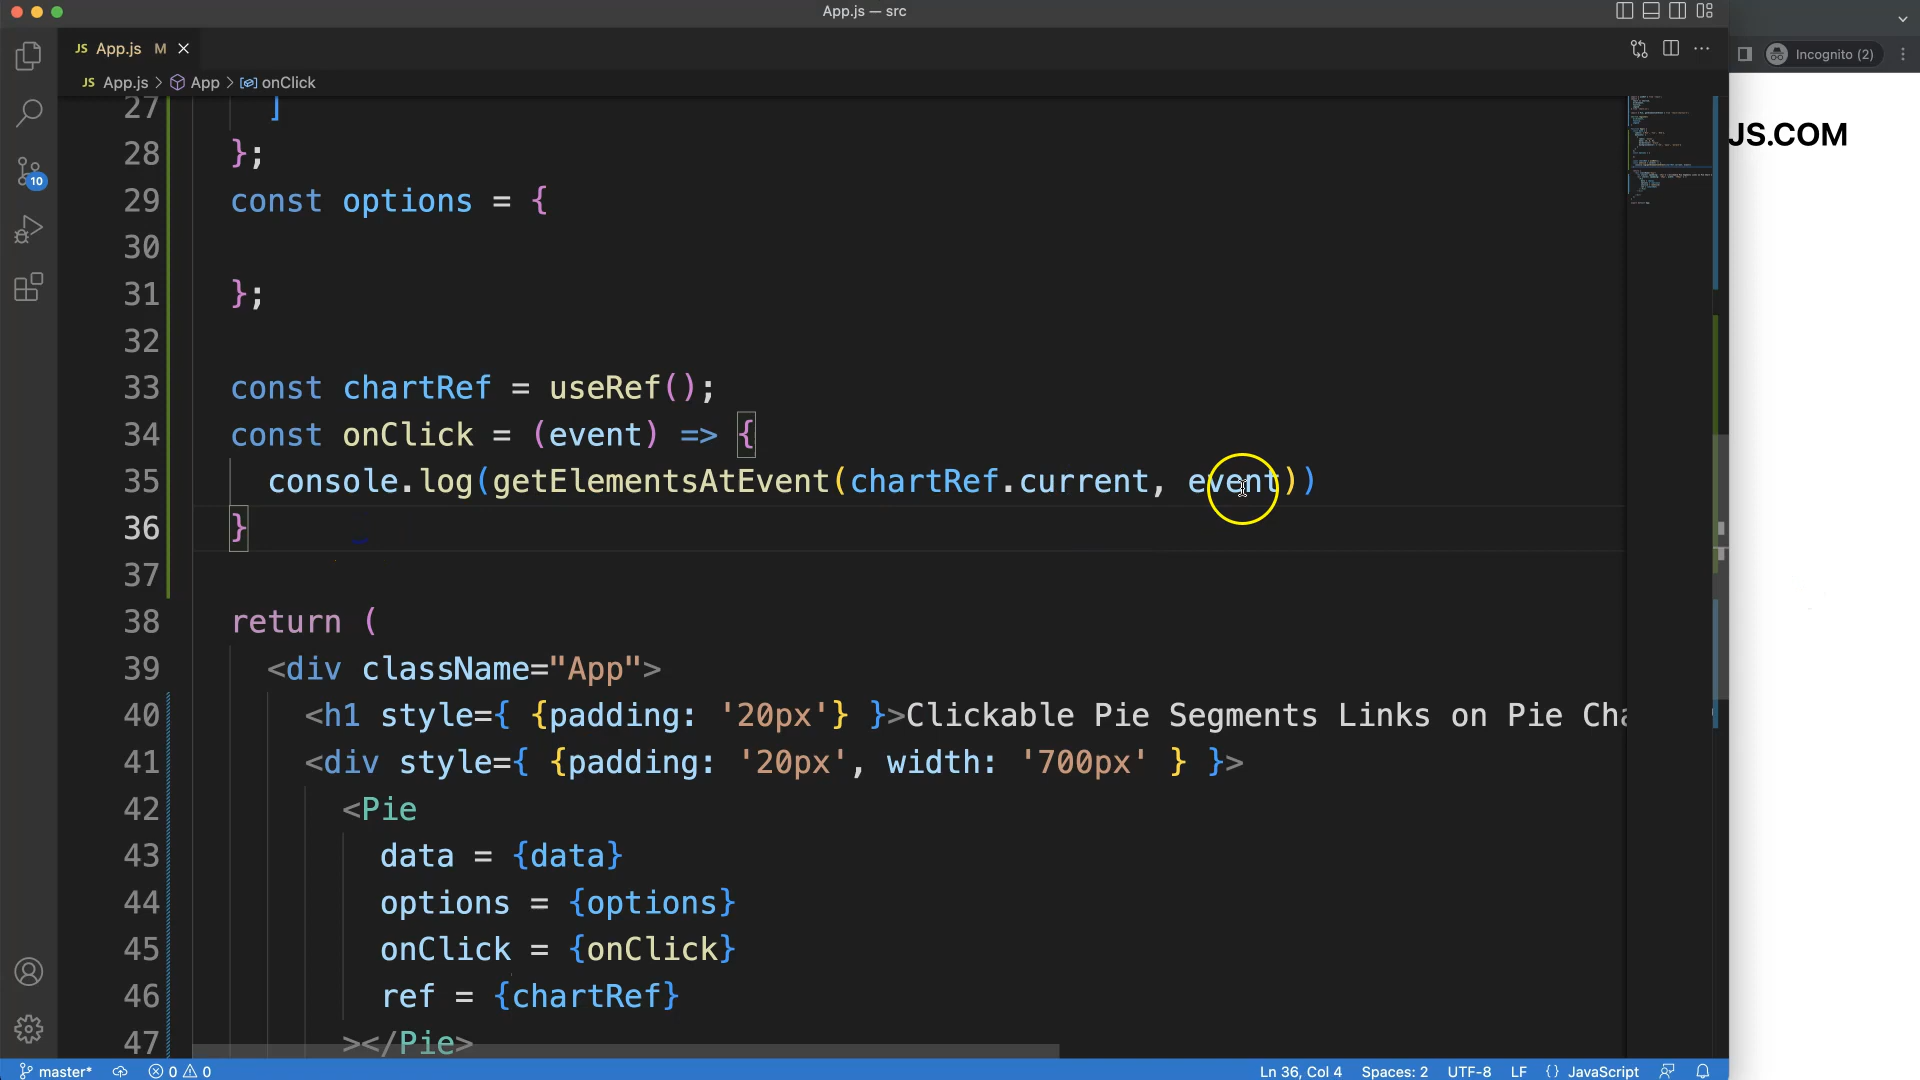 App.js — src
JS App.js M
Incognito (2)
JS App.js > App > onClick
JS.COM
27 ]
28 };
29 const options = {
30
31 };
32
33 const chartRef = useRef();
34 const onClick = (event) => {
35 console.log(getElementsAtEvent(chartRef.current, event))
36 }
37
38 return (
39 <div className="App">
40 <h1 style={ {padding: '20px'} }>Clickable Pie Segments Links on Pie Cha
41 <div style={ {padding: '20px', width: '700px' } }>
42 <Pie
43 data = {data}
44 options = {options}
45 onClick = {onClick}
46 ref = {chartRef}
47 ></Pie>
10
master* 0 0 Ln 36, Col 4 Spaces: 2 UTF-8 LF {} JavaScript